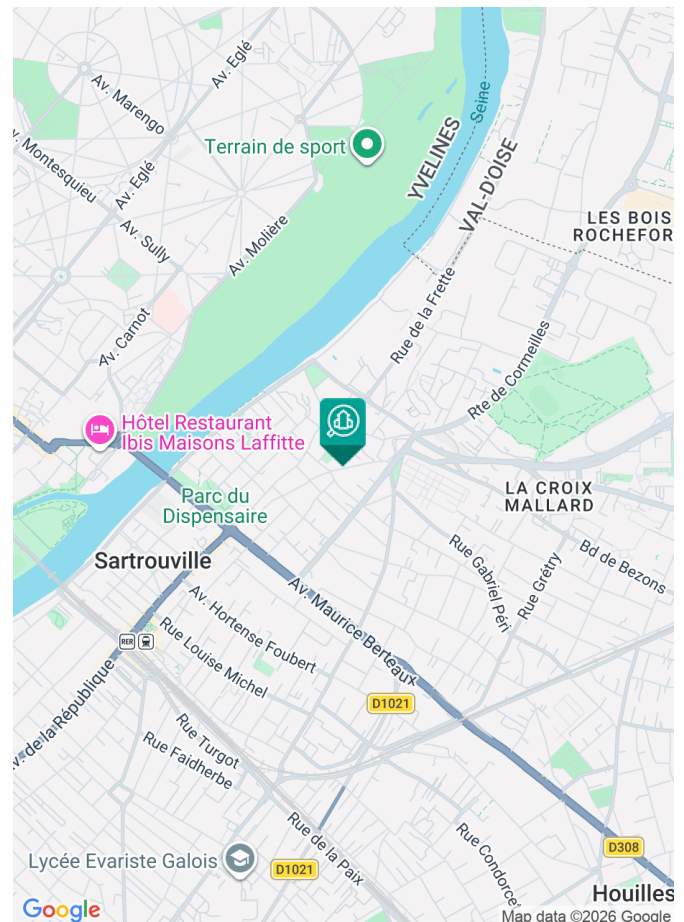 Av. Eglé
Av. Marengo
Terrain de sport
Av. Montesquieu
Av. Eglé
Seine
YVELINES
VAL-D'OISE
LES BOIS
ROCHEFOR
Av. Sully
Av. Molière
Av. Carnot
Rue de la Frette
Rte de Cormeilles
Hôtel Restaurant
Ibis Maisons Laffitte
Parc du
Dispensaire
LA CROIX
MALLARD
Sartrouville
Bd de Bezons
Rue Gabriel Péri
Rue Grétry
Av. Maurice Berteaux
Av. Hortense Foubert
RER
Rue Louise Michel
D1021
Av. de la République
Rue Turgot
Rue Faidherbe
Rue de la Paix
Rue Condorcet
D308
Lycée Evariste Galois
D1021
Houilles
Google
Map data ©2026 Google